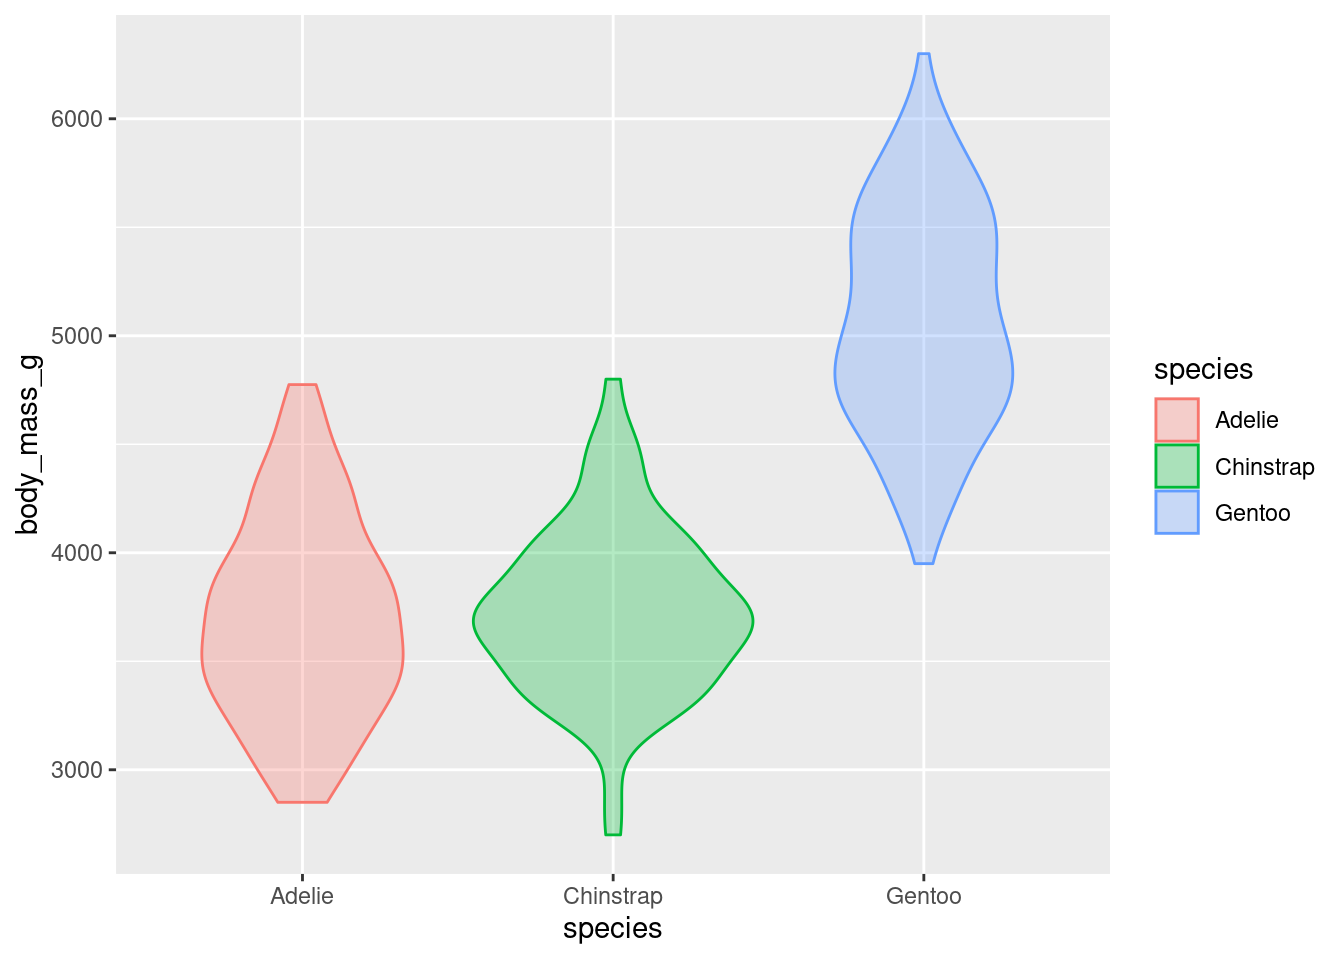 6000
5000
4000
3000
body_mass_g
Adelie
Chinstrap
Gentoo
species
species
Adelie
Chinstrap
Gentoo